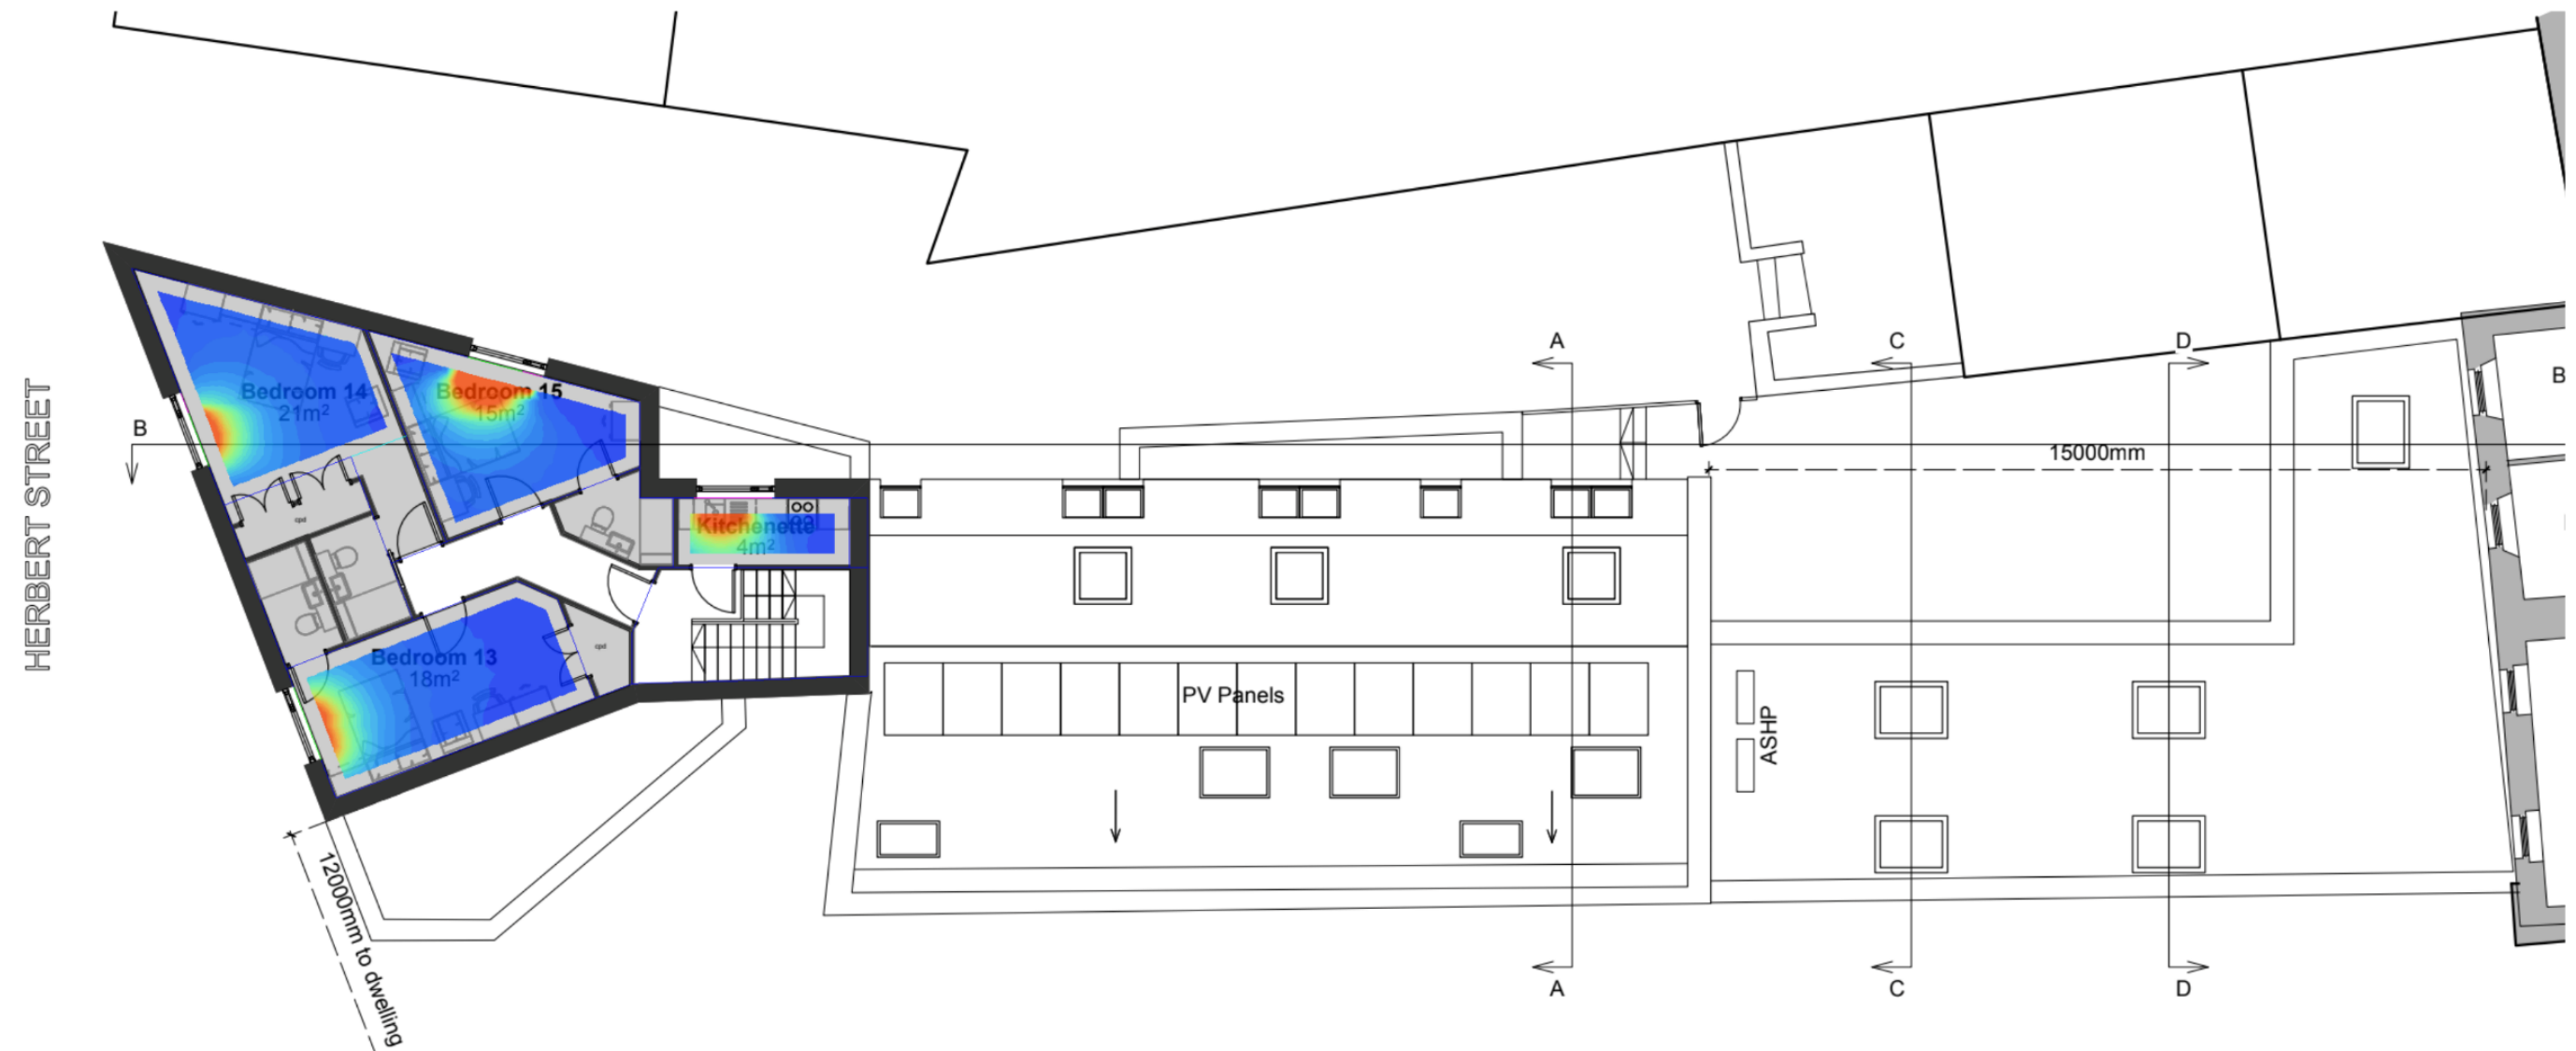 HERBERT STREET
B
Bedroom 14
21m²
Bedroom 15
15m²
cpd
Kitchenette
4m²
Bedroom 13
18m²
cpd
12000mm to dwelling
PV Panels
ASHP
15000mm
A
C
D
B
A
C
D